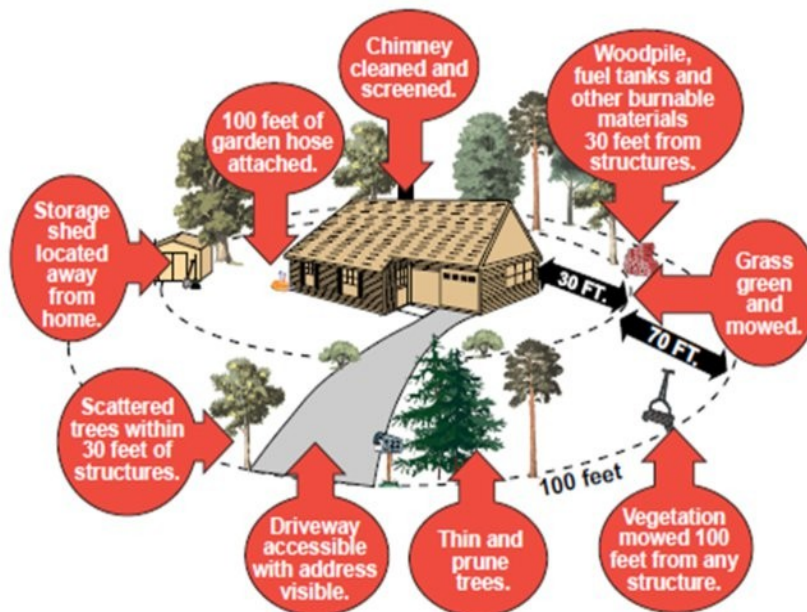 Chimney
cleaned and
screened.
Woodpile,
fuel tanks and
other burnable
materials
30 feet from
structures.
100 feet of
garden hose
attached.
Storage
shed
located
away
from
home.
Grass
green
and
mowed.
30 FT.
70 FT.
Scattered
trees within
30 feet of
structures.
100 feet
Driveway
accessible
with address
visible.
Thin and
prune
trees.
Vegetation
mowed 100
feet from any
structure.